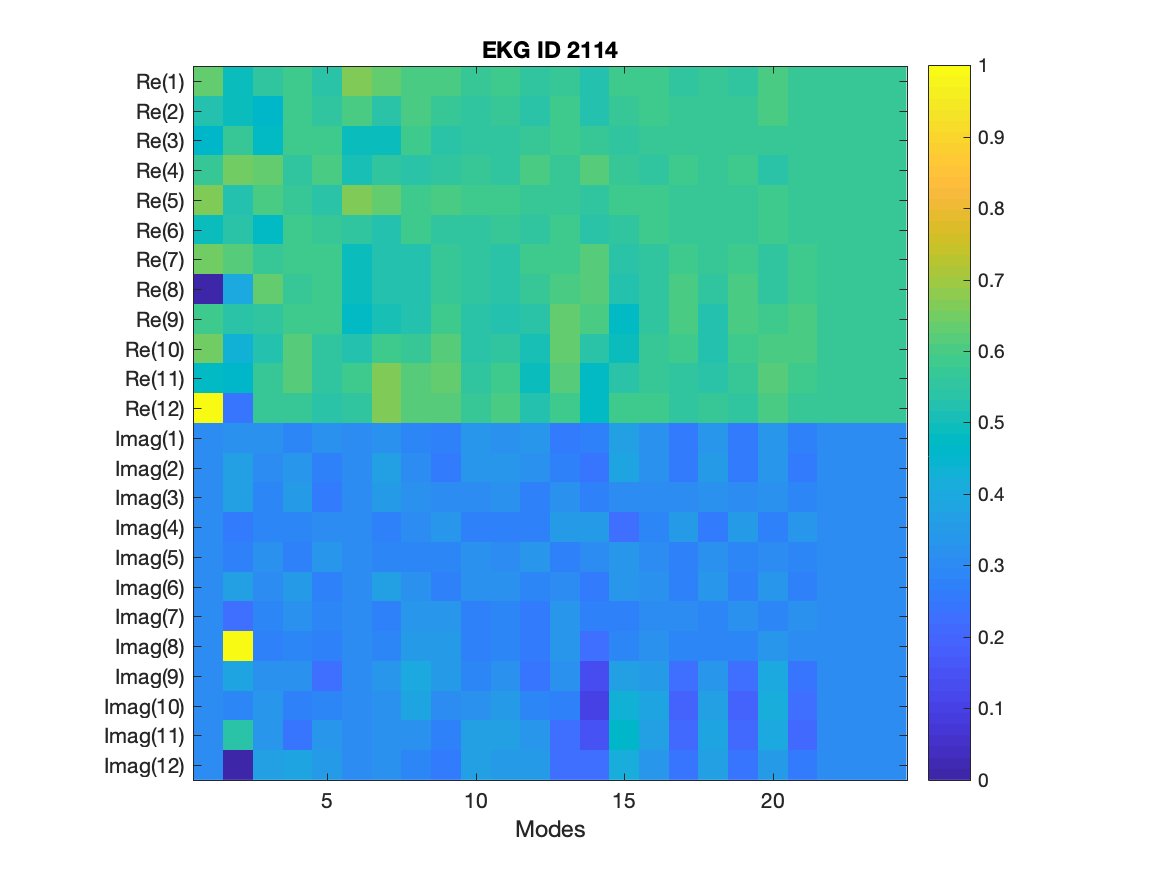 EKG ID 2114
Re(1)
Re(2)
Re(3)
Re(4)
Re(5)
Re(6)
Re(7)
Re(8)
Re(9)
Re(10)
Re(11)
Re(12)
Imag(1)
Imag(2)
Imag(3)
Imag(4)
Imag(5)
Imag(6)
Imag(7)
Imag(8)
Imag(9)
Imag(10)
Imag(11)
Imag(12)
5 10 15 20
Modes
1
0.9
0.8
0.7
0.6
0.5
0.4
0.3
0.2
0.1
0